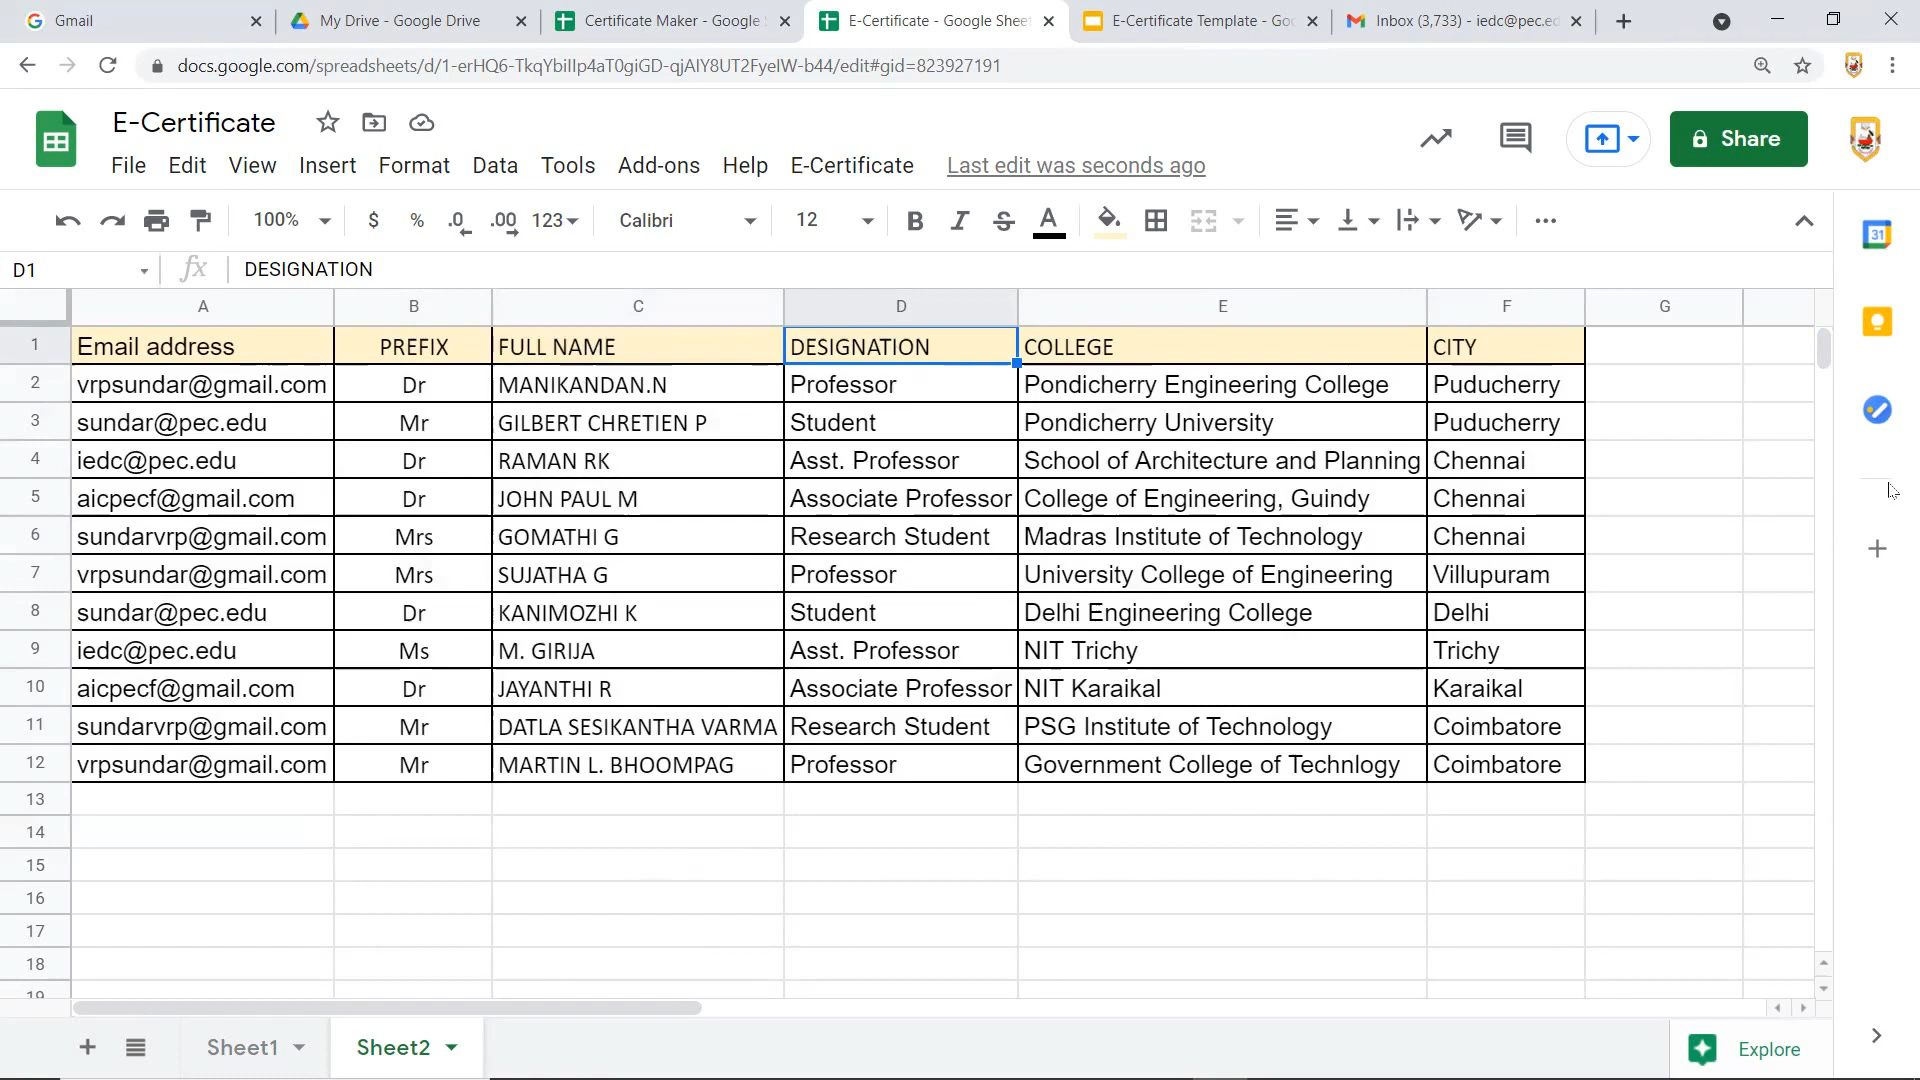 Gmail
My Drive - Google Drive
Certificate Maker - Google
E-Certificate - Google Sheet
E-Certificate Template - Go
Inbox (3,733) - iedc@pec.e
docs.google.com/spreadsheets/d/1-erHQ6-TkqYbiIIp4aT0giGD-qjAIY8UT2FyeIW-b44/edit#gid=823927191
E-Certificate
File Edit View Insert Format Data Tools Add-ons Help E-Certificate Last edit was seconds ago
Share
100% $ % .0 .00 123 Calibri 12 B I S A
31
D1 fx DESIGNATION
A B C D E F G
1 Email address PREFIX FULL NAME DESIGNATION COLLEGE CITY
2 vrpsundar@gmail.com Dr MANIKANDAN.N Professor Pondicherry Engineering College Puducherry
3 sundar@pec.edu Mr GILBERT CHRETIEN P Student Pondicherry University Puducherry
4 iedc@pec.edu Dr RAMAN RK Asst. Professor School of Architecture and Planning Chennai
5 aicpecf@gmail.com Dr JOHN PAUL M Associate Professor College of Engineering, Guindy Chennai
6 sundarvrp@gmail.com Mrs GOMATHI G Research Student Madras Institute of Technology Chennai
7 vrpsundar@gmail.com Mrs SUJATHA G Professor University College of Engineering Villupuram
8 sundar@pec.edu Dr KANIMOZHI K Student Delhi Engineering College Delhi
9 iedc@pec.edu Ms M. GIRIJA Asst. Professor NIT Trichy Trichy
10 aicpecf@gmail.com Dr JAYANTHI R Associate Professor NIT Karaikal Karaikal
11 sundarvrp@gmail.com Mr DATLA SESIKANTHA VARMA Research Student PSG Institute of Technology Coimbatore
12 vrpsundar@gmail.com Mr MARTIN L. BHOOMPAG Professor Government College of Technlogy Coimbatore
13
14
15
16
17
18
19
Sheet1 Sheet2 Explore